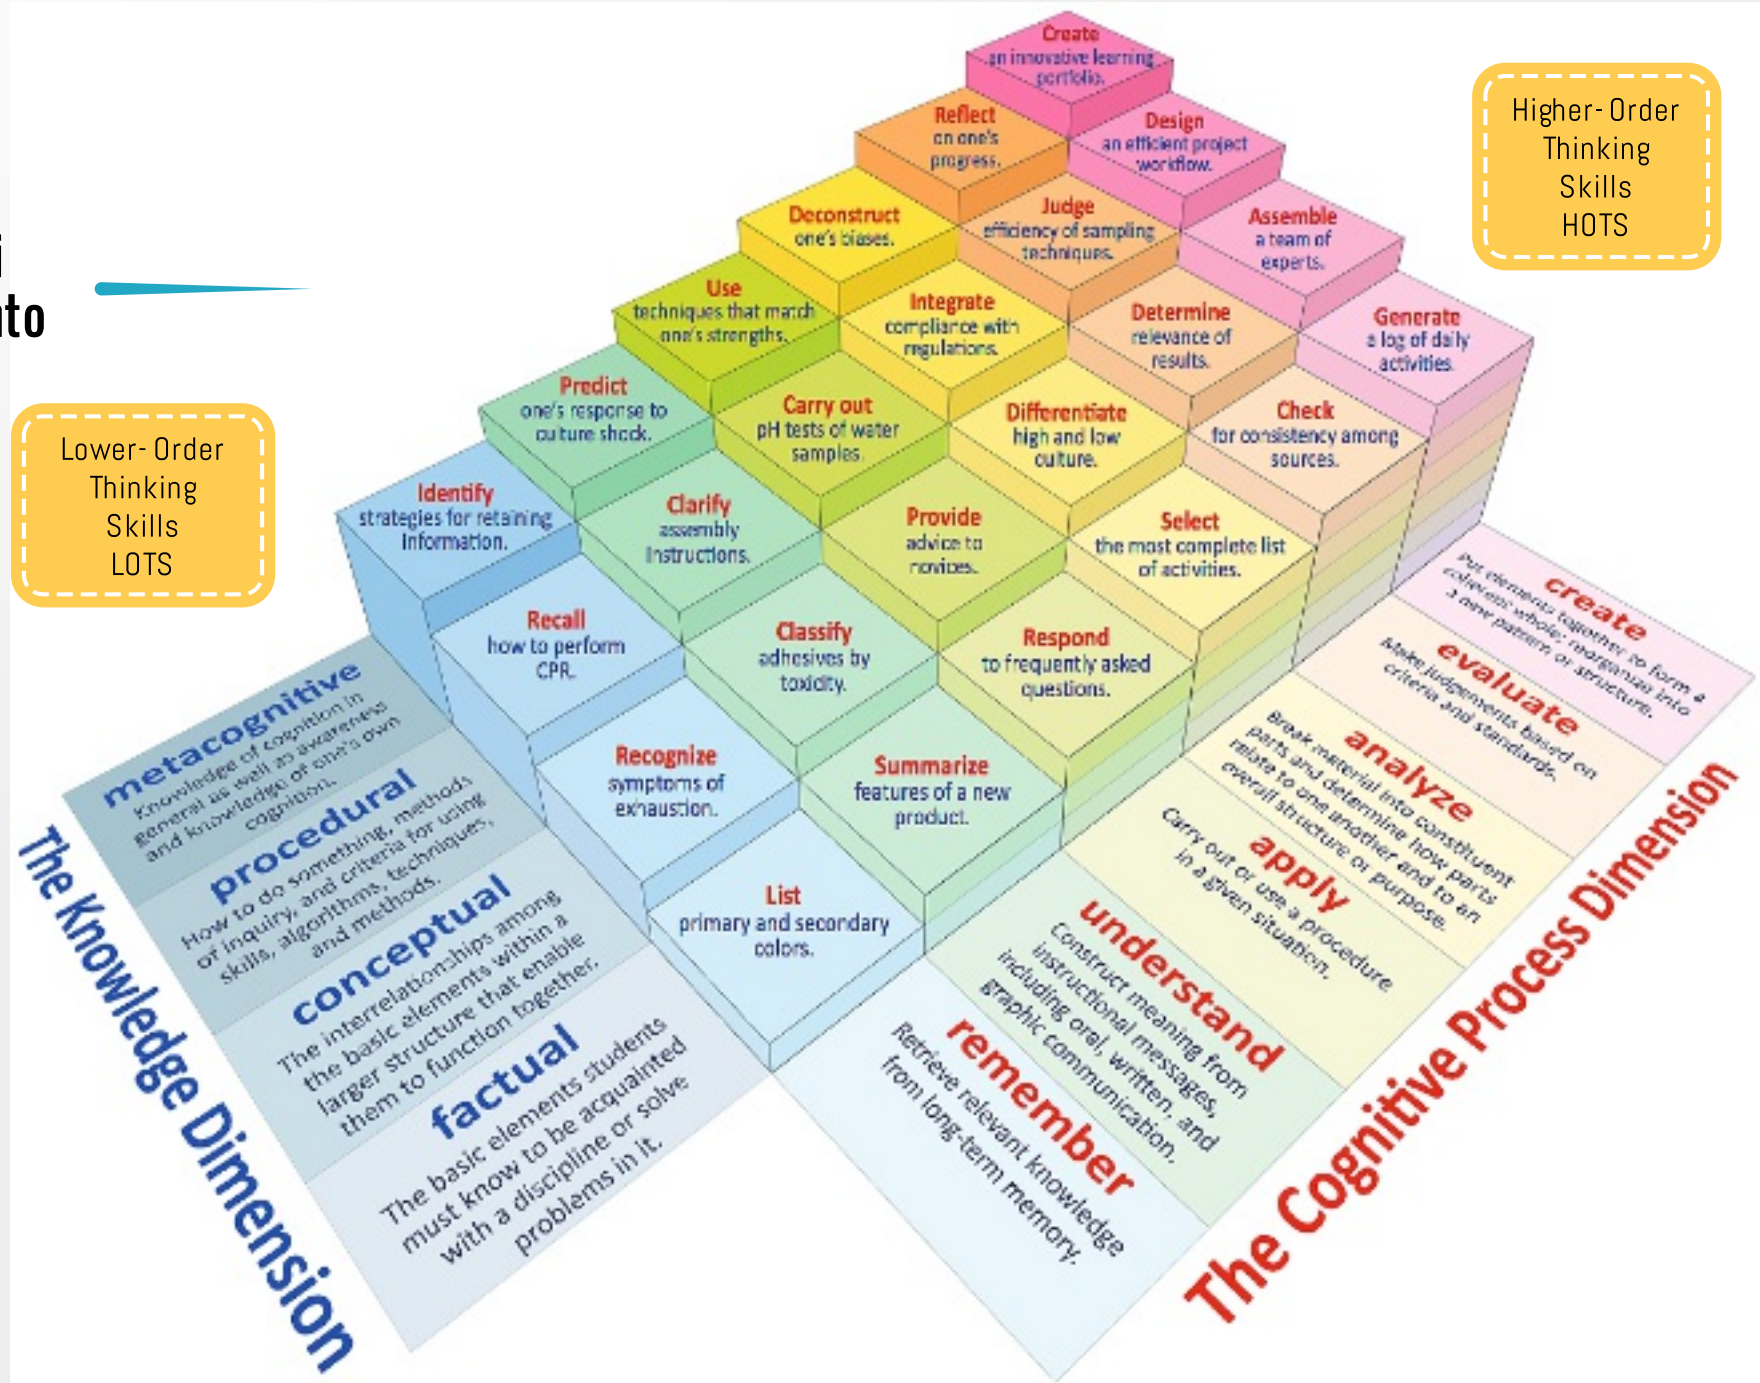 Create
an innovative learning
portfolio.
Reflect
on one's
progress.
Design
an efficient project
workflow.
Higher-Order
Thinking
Skills
HOTS
Deconstruct
one's biases.
Judge
efficiency of sampling
techniques.
Assemble
a team of
experts.
i
nto
Use
techniques that match
one's strengths.
Integrate
compliance with
regulations.
Determine
relevance of
results.
Generate
a log of daily
activities.
Lower-Order
Thinking
Skills
LOTS
Predict
one's response to
culture shock.
Carry out
pH tests of water
samples.
Differentiate
high and low
culture.
Check
for consistency among
sources.
Identify
strategies for retaining
information.
Clarify
assembly
instructions.
Provide
advice to
novices.
Select
the most complete list
of activities.
Recall
how to perform
CPR.
Classify
adhesives by
toxicity.
Respond
to frequently asked
questions.
Recognize
symptoms of
exhaustion.
Summarize
features of a new
product.
List
primary and secondary
colors.
The Knowledge Dimension
metacognitive
Knowledge of cognition in
general as well as awareness
and knowledge of one's own
cognition.
procedural
How to do something, methods
of inquiry, and criteria for using
skills, algorithms, techniques,
and methods.
conceptual
The interrelationships among
the basic elements within a
larger structure that enable
them to function together.
factual
The basic elements students
must know to be acquainted
with a discipline or solve
problems in it.
The Cognitive Process Dimension
create
Put elements together to form a
coherent whole; reorganize into
a new pattern or structure.
evaluate
Make judgements based on
criteria and standards.
analyze
Break material into constituent
parts and determine how parts
relate to one another and to an
overall structure or purpose.
apply
Carry out or use a procedure
in a given situation.
understand
Construct meaning from
instructional messages,
including oral, written, and
graphic communication.
remember
Retrieve relevant knowledge
from long-term memory.